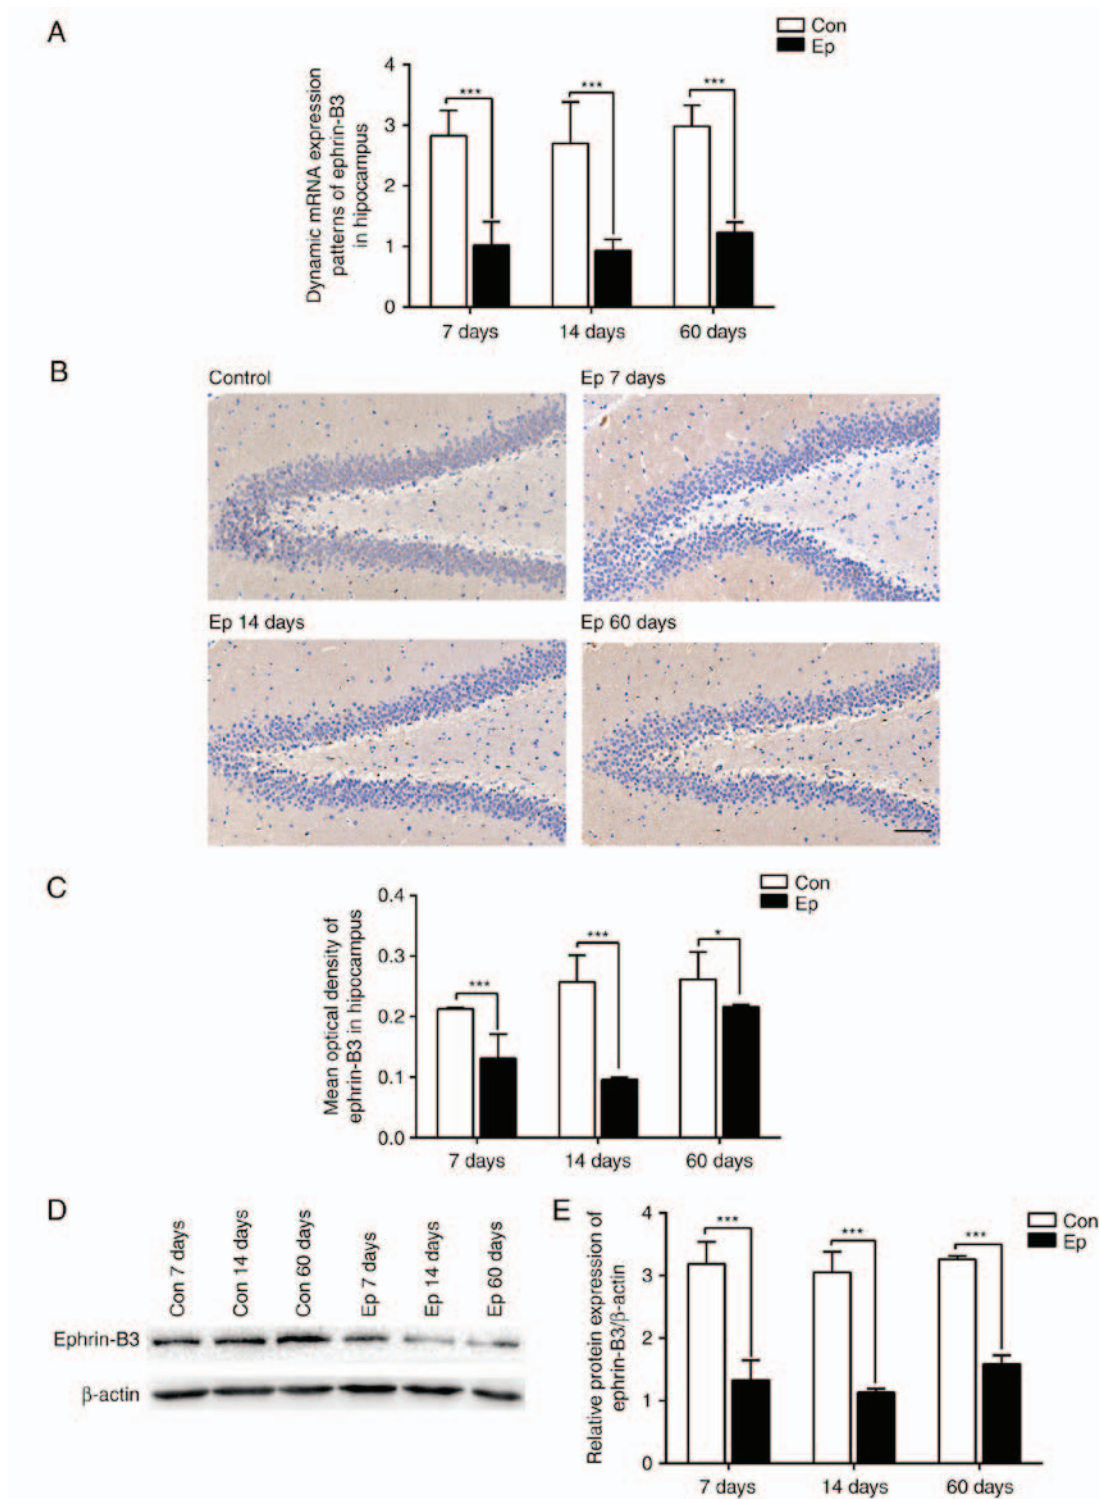 A
Con
Ep
Dynamic mRNA expression
patterns of ephrin-B3
in hipocampus
4
3
2
1
0
***
***
***
7 days
14 days
60 days
B
Control
Ep 7 days
Ep 14 days
Ep 60 days
C
Con
Ep
Mean optical density of
ephrin-B3 in hipocampus
0.4
0.3
0.2
0.1
0.0
***
***
*
7 days
14 days
60 days
D
Con 7 days
Con 14 days
Con 60 days
Ep 7 days
Ep 14 days
Ep 60 days
Ephrin-B3
β-actin
E
Con
Ep
Relative protein expression of
ephrin-B3/β-actin
4
3
2
1
0
***
***
***
7 days
14 days
60 days